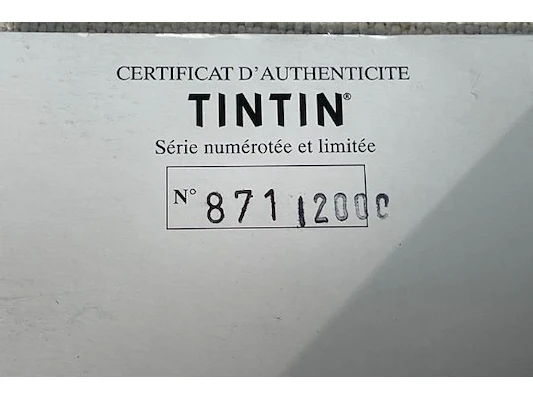 CERTIFICAT D'AUTHENTICITE
TINTIN®
Série numérotée et limitée
N° 871/2000